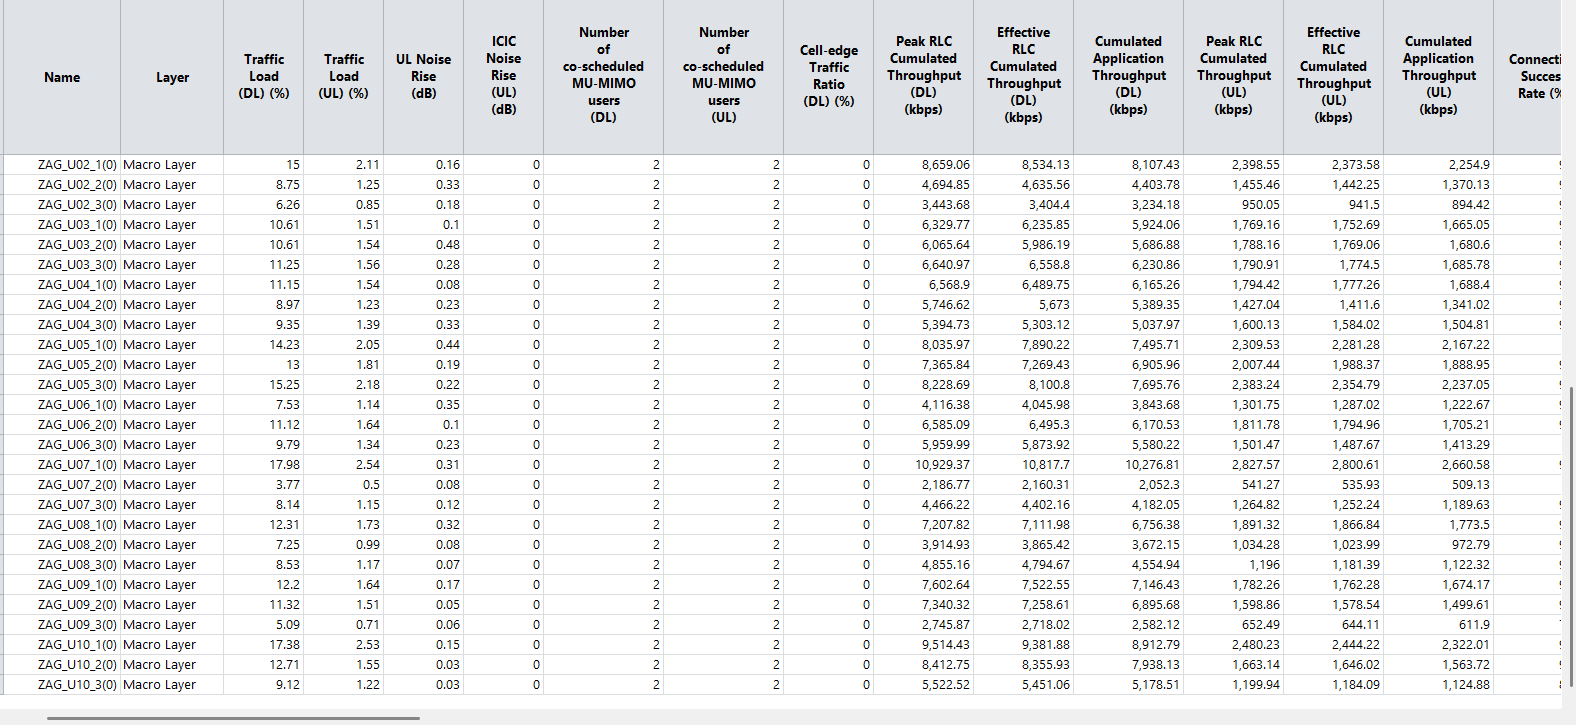 Name Layer Traffic Load (DL) (%) Traffic Load (UL) (%) UL Noise Rise (dB) ICIC Noise Rise (UL) (dB) Number of co-scheduled MU-MIMO users (DL) Number of co-scheduled MU-MIMO users (UL) Cell-edge Traffic Ratio (DL) (%) Peak RLC Cumulated Throughput (DL) (kbps) Effective RLC Cumulated Throughput (DL) (kbps) Cumulated Application Throughput (DL) (kbps) Peak RLC Cumulated Throughput (UL) (kbps) Effective RLC Cumulated Throughput (UL) (kbps) Cumulated Application Throughput (UL) (kbps) Connecti Succes Rate (%
ZAG_U02_1(0) Macro Layer 15 2.11 0.16 0 2 2 0 8,659.06 8,534.13 8,107.43 2,398.55 2,373.58 2,254.9
ZAG_U02_2(0) Macro Layer 8.75 1.25 0.33 0 2 2 0 4,694.85 4,635.56 4,403.78 1,455.46 1,442.25 1,370.13
ZAG_U02_3(0) Macro Layer 6.26 0.85 0.18 0 2 2 0 3,443.68 3,404.4 3,234.18 950.05 941.5 894.42
ZAG_U03_1(0) Macro Layer 10.61 1.51 0.1 0 2 2 0 6,329.77 6,235.85 5,924.06 1,769.16 1,752.69 1,665.05
ZAG_U03_2(0) Macro Layer 10.61 1.54 0.48 0 2 2 0 6,065.64 5,986.19 5,686.88 1,788.16 1,769.06 1,680.6
ZAG_U03_3(0) Macro Layer 11.25 1.56 0.28 0 2 2 0 6,640.97 6,558.8 6,230.86 1,790.91 1,774.5 1,685.78
ZAG_U04_1(0) Macro Layer 11.15 1.54 0.08 0 2 2 0 6,568.9 6,489.75 6,165.26 1,794.42 1,777.26 1,688.4
ZAG_U04_2(0) Macro Layer 8.97 1.23 0.23 0 2 2 0 5,746.62 5,673 5,389.35 1,427.04 1,411.6 1,341.02
ZAG_U04_3(0) Macro Layer 9.35 1.39 0.33 0 2 2 0 5,394.73 5,303.12 5,037.97 1,600.13 1,584.02 1,504.81
ZAG_U05_1(0) Macro Layer 14.23 2.05 0.44 0 2 2 0 8,035.97 7,890.22 7,495.71 2,309.53 2,281.28 2,167.22
ZAG_U05_2(0) Macro Layer 13 1.81 0.19 0 2 2 0 7,365.84 7,269.43 6,905.96 2,007.44 1,988.37 1,888.95
ZAG_U05_3(0) Macro Layer 15.25 2.18 0.22 0 2 2 0 8,228.69 8,100.8 7,695.76 2,383.24 2,354.79 2,237.05
ZAG_U06_1(0) Macro Layer 7.53 1.14 0.35 0 2 2 0 4,116.38 4,045.98 3,843.68 1,301.75 1,287.02 1,222.67
ZAG_U06_2(0) Macro Layer 11.12 1.64 0.1 0 2 2 0 6,585.09 6,495.3 6,170.53 1,811.78 1,794.96 1,705.21
ZAG_U06_3(0) Macro Layer 9.79 1.34 0.23 0 2 2 0 5,959.99 5,873.92 5,580.22 1,501.47 1,487.67 1,413.29
ZAG_U07_1(0) Macro Layer 17.98 2.54 0.31 0 2 2 0 10,929.37 10,817.7 10,276.81 2,827.57 2,800.61 2,660.58
ZAG_U07_2(0) Macro Layer 3.77 0.5 0.08 0 2 2 0 2,186.77 2,160.31 2,052.3 541.27 535.93 509.13
ZAG_U07_3(0) Macro Layer 8.14 1.15 0.12 0 2 2 0 4,466.22 4,402.16 4,182.05 1,264.82 1,252.24 1,189.63
ZAG_U08_1(0) Macro Layer 12.31 1.73 0.32 0 2 2 0 7,207.82 7,111.98 6,756.38 1,891.32 1,866.84 1,773.5
ZAG_U08_2(0) Macro Layer 7.25 0.99 0.08 0 2 2 0 3,914.93 3,865.42 3,672.15 1,034.28 1,023.99 972.79
ZAG_U08_3(0) Macro Layer 8.53 1.17 0.07 0 2 2 0 4,855.16 4,794.67 4,554.94 1,196 1,181.39 1,122.32
ZAG_U09_1(0) Macro Layer 12.2 1.64 0.17 0 2 2 0 7,602.64 7,522.55 7,146.43 1,782.26 1,762.28 1,674.17
ZAG_U09_2(0) Macro Layer 11.32 1.51 0.05 0 2 2 0 7,340.32 7,258.61 6,895.68 1,598.86 1,578.54 1,499.61
ZAG_U09_3(0) Macro Layer 5.09 0.71 0.06 0 2 2 0 2,745.87 2,718.02 2,582.12 652.49 644.11 611.9
ZAG_U10_1(0) Macro Layer 17.38 2.53 0.15 0 2 2 0 9,514.43 9,381.88 8,912.79 2,480.23 2,444.22 2,322.01
ZAG_U10_2(0) Macro Layer 12.71 1.55 0.03 0 2 2 0 8,412.75 8,355.93 7,938.13 1,663.14 1,646.02 1,563.72
ZAG_U10_3(0) Macro Layer 9.12 1.22 0.03 0 2 2 0 5,522.52 5,451.06 5,178.51 1,199.94 1,184.09 1,124.88